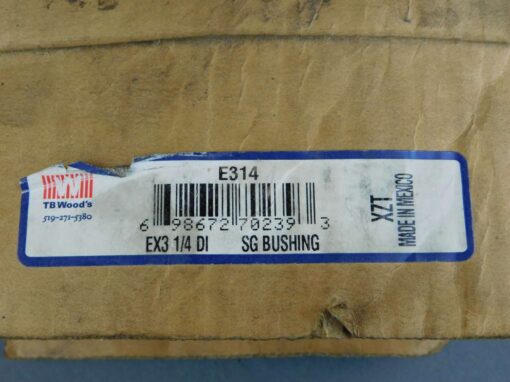 E314
TB Wood's
519-271-5380
6 98672 70239 3
EX3 1/4 DI SG BUSHING
XZT
MADE IN MEXICO